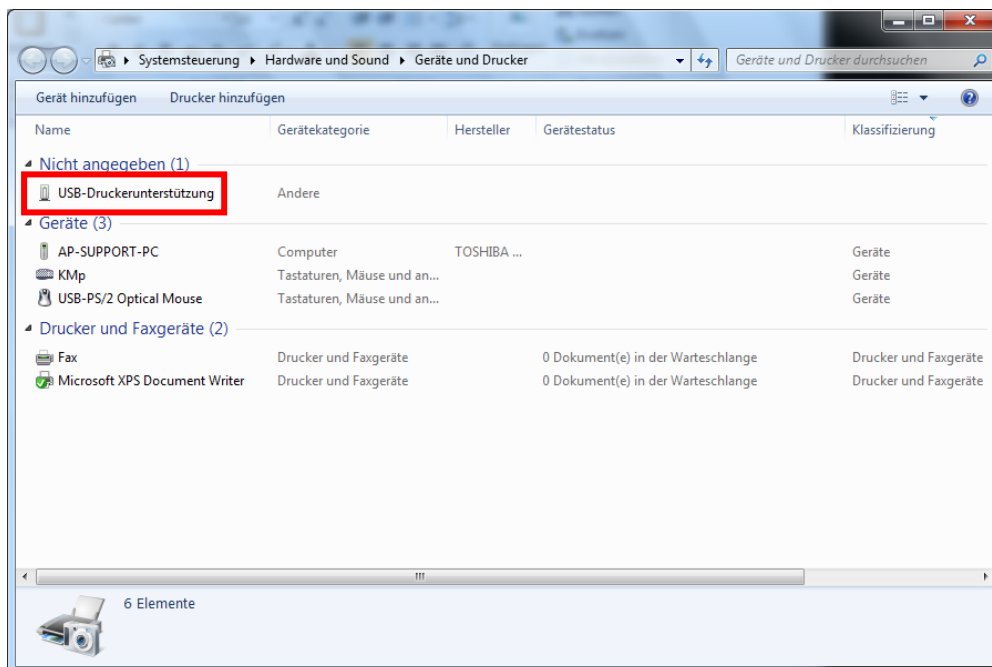 Systemsteuerung Hardware und Sound Geräte und Drucker Geräte und Drucker durchsuchen
Gerät hinzufügen Drucker hinzufügen
Name Gerätekategorie Hersteller Gerätestatus Klassifizierung
Nicht angegeben (1)
USB-Druckerunterstützung Andere
Geräte (3)
AP-SUPPORT-PC Computer TOSHIBA ... Geräte
KMp Tastaturen, Mäuse und an... Geräte
USB-PS/2 Optical Mouse Tastaturen, Mäuse und an... Geräte
Drucker und Faxgeräte (2)
Fax Drucker und Faxgeräte 0 Dokument(e) in der Warteschlange Drucker und Faxgeräte
Microsoft XPS Document Writer Drucker und Faxgeräte 0 Dokument(e) in der Warteschlange Drucker und Faxgeräte
6 Elemente